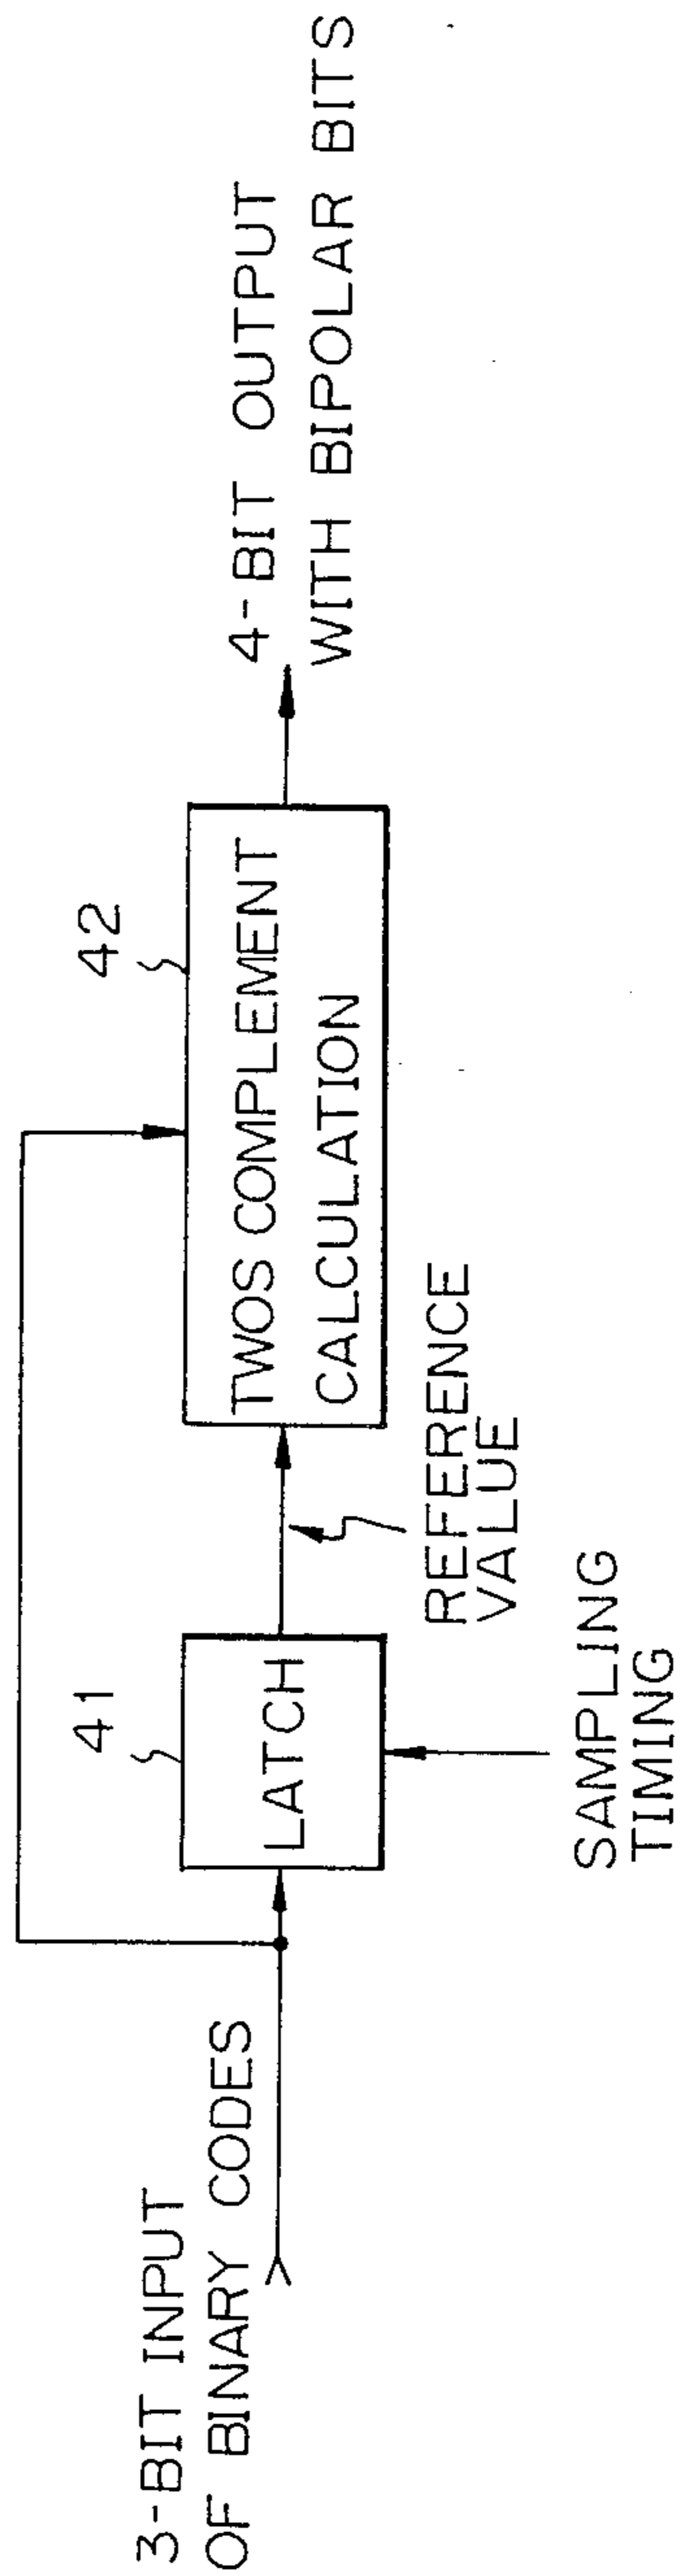 3-BIT INPUT
OF BINARY CODES
41
LATCH
SAMPLING
TIMING
REFERENCE
VALUE
42
TWOS COMPLEMENT
CALCULATION
4-BIT OUTPUT
WITH BIPOLAR BITS